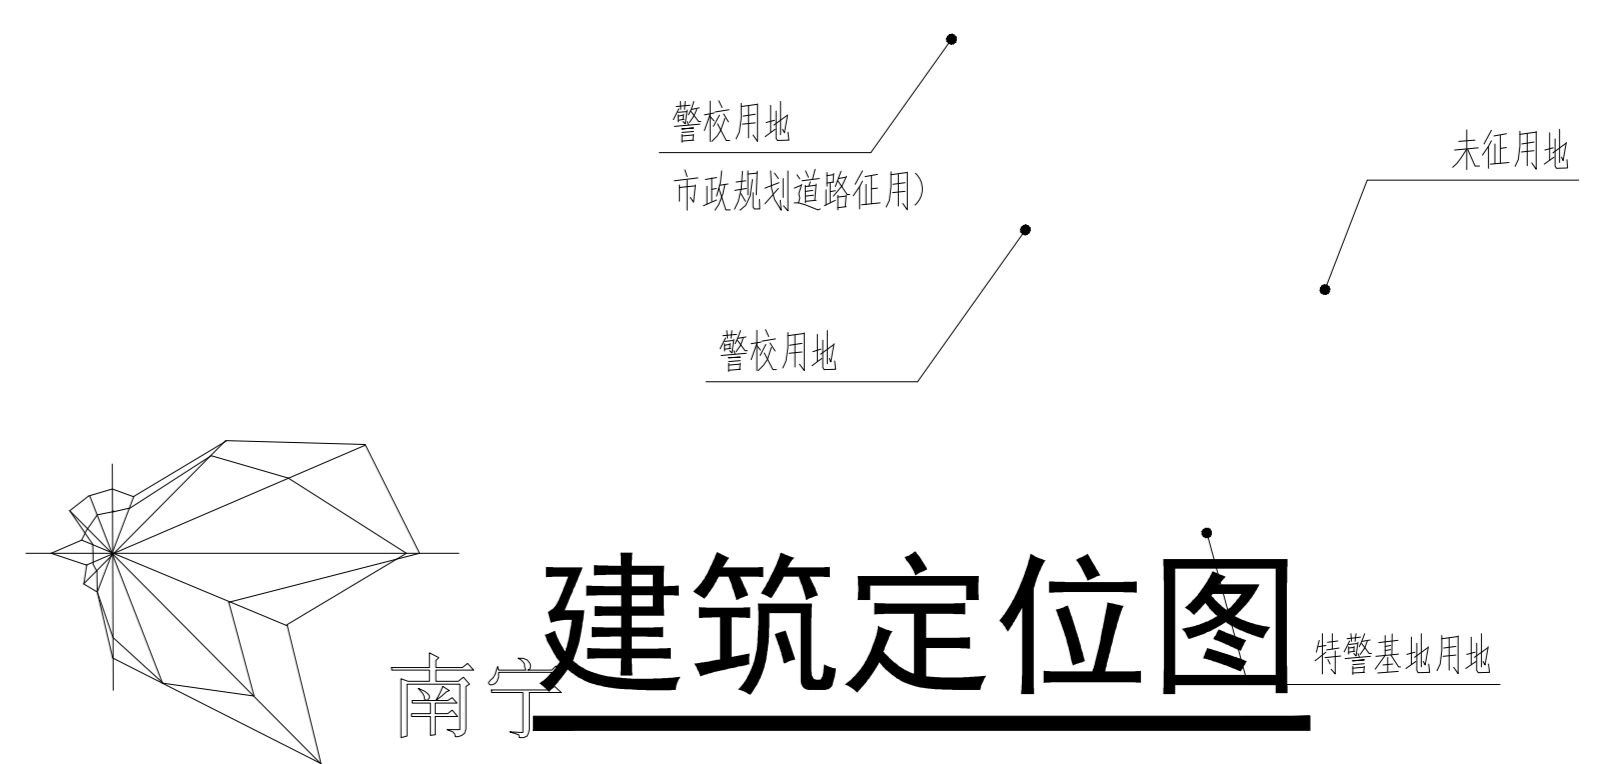 警校用地
未征用地
市政规划道路征用）
警校用地
建筑定位图
特警基地用地
南宁